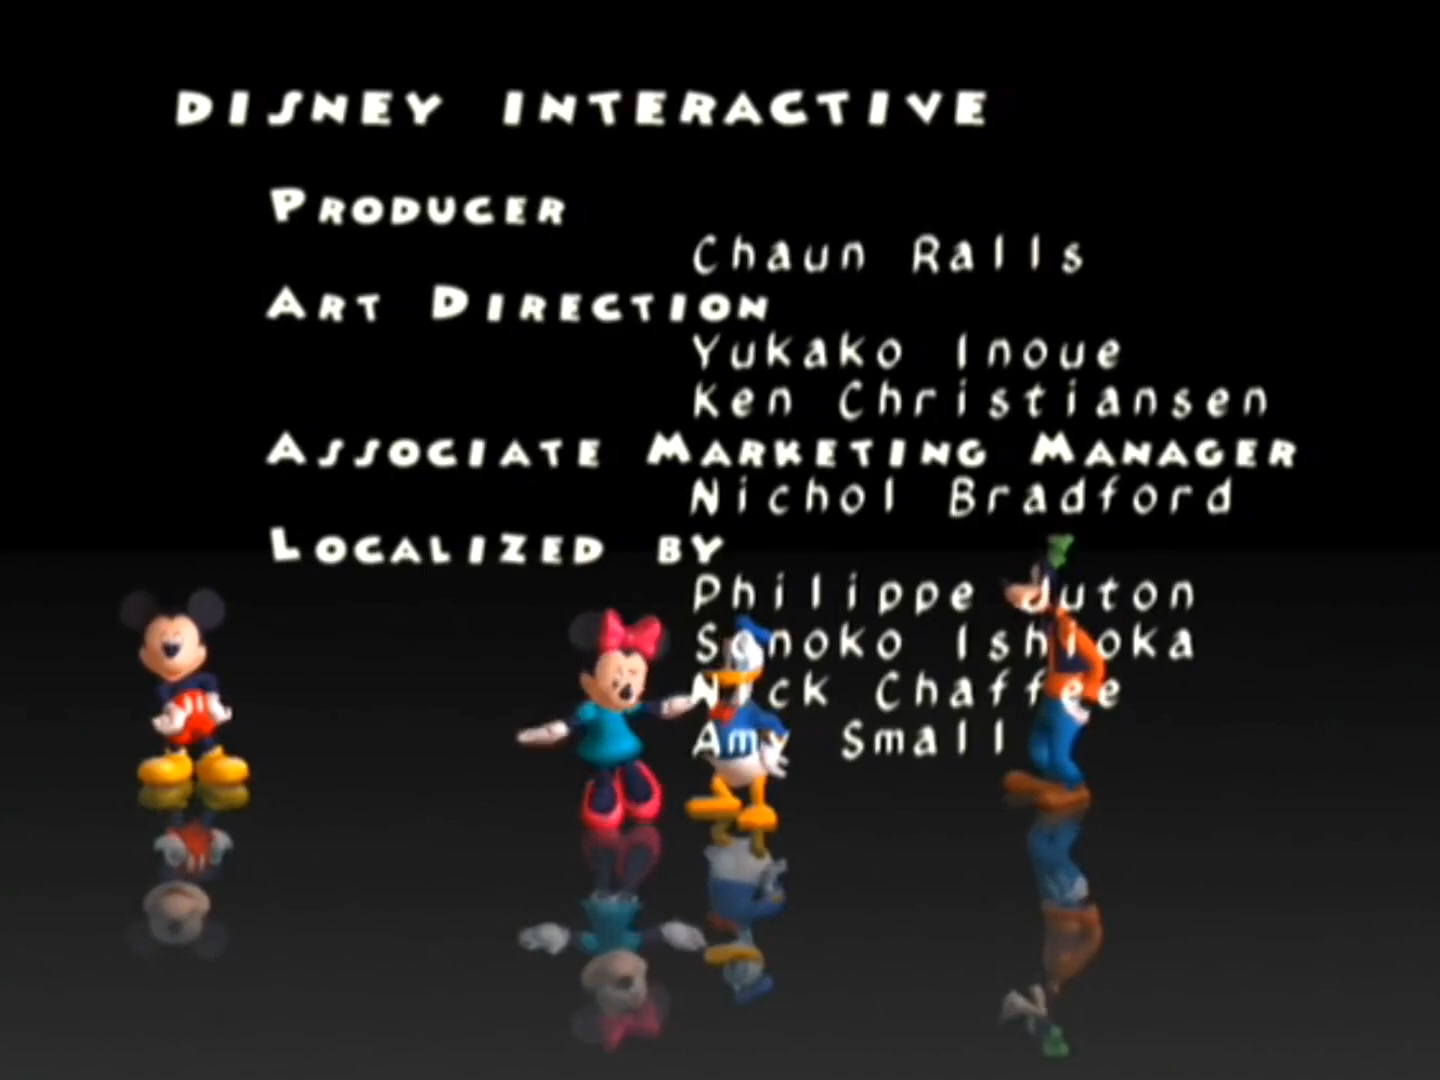 DISNEY INTERACTIVE
PRODUCER
Chaun Ralls
ART DIRECTION
Yukako Inoue
Ken Christiansen
ASSOCIATE MARKETING MANAGER
Nichol Bradford
LOCALIZED BY
Philippe Juton
Sonoko Ishioka
Nick Chaffee
Amy Small